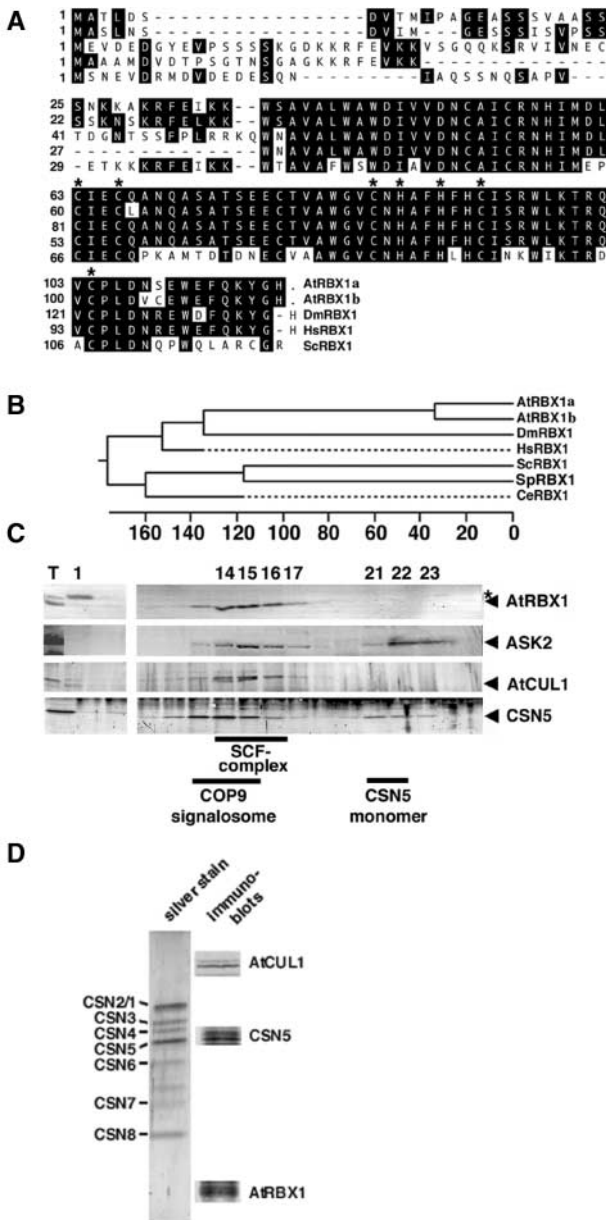 A
1 MATLDS----------------DVTMIPAGEASSSVAASS
1 MASLNS----------------DVIM---GESSSISVPSS
1 MEVDEDGYEVPSSSSKGDKKRFEVKKVSGQQKSRVIVNEC
1 MAAAMDVDTPSGTNSGAGKKRFEVKK--------------
1 MSNEVDRMDVDEDESQN---------IAQSSNQSAPV---
25 SNKKAKRFEIKK--WSAVALWAWDIVVDNCAICRNHIMDL
22 SSKNSKRFELKK--WSAVALWAWDIVVDNCAICRNHIMDL
41 TDGNTSSFPLRRKQWNAVALWAWDIVVDNCAICRNHIMDL
27 --------------WNAVALWAWDIVVDNCAICRNHIMDL
29 -ETKKKRFEIKK--WTAVAFWSWDIAVDNCAICRNHIMEP
* * * * * *
63 CIECQANQASATSEECTVAWGVCNHAFHFHCISRWLKTRQ
60 CIECLANQASATSEECTVAWGVCNHAFHFHCISRWLKTRQ
81 CIECQANQASATSEECTVAWGVCNHAFHFHCISRWLKTRQ
53 CIECQANQASATSEECTVAWGVCNHAFHFHCISRWLKTRQ
66 CIECQPKAMTDTDNECVAAWGVCNHAFHLHCINKWIKTRD
*
103 VCPLDNSEWEFQKYGH. AtRBX1a
100 VCPLDVCEWEFQKYGH. AtRBX1b
121 VCPLDNREWDFQKYG-H DmRBX1
93 VCPLDNREWEFQKYG-H HsRBX1
106 ACPLDNQPWQLARCGR ScRBX1
B
AtRBX1a
AtRBX1b
DmRBX1
HsRBX1
ScRBX1
SpRBX1
CeRBX1
160 140 120 100 80 60 40 20 0
C
T 1 14 15 16 17 21 22 23
*
AtRBX1
ASK2
AtCUL1
CSN5
SCF-
complex
COP9
signalosome
CSN5
monomer
D
silver stain
immuno-
blots
AtCUL1
CSN2/1
CSN3
CSN4
CSN5
CSN5
CSN6
CSN7
CSN8
AtRBX1